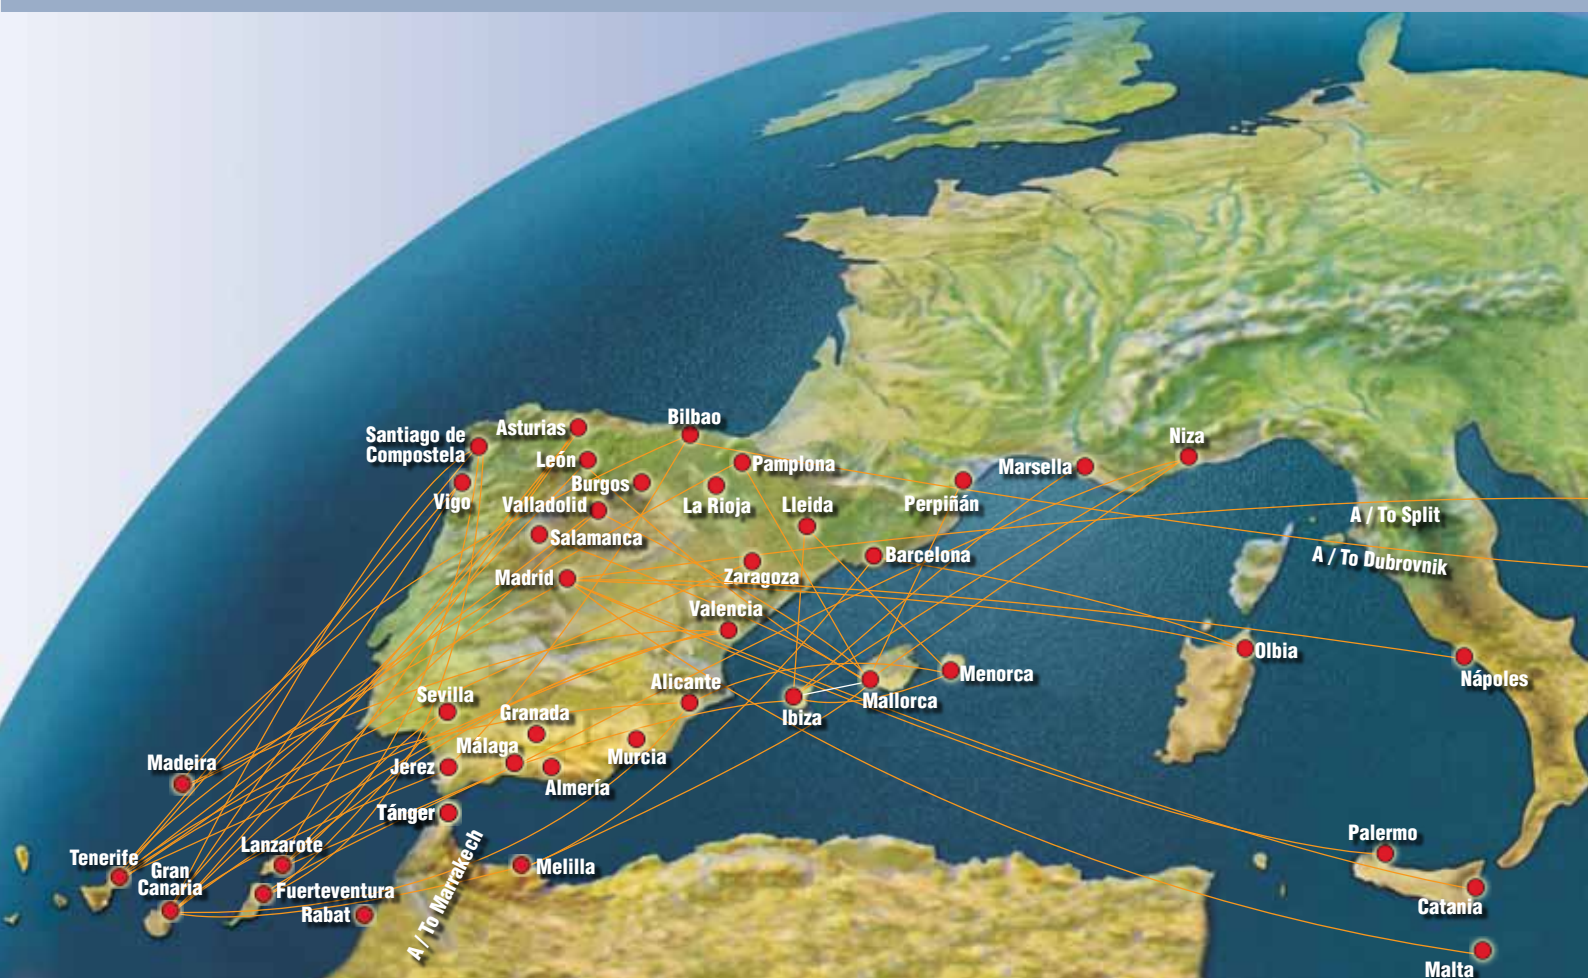 Bilbao
Asturias
Santiago de
Compostela
Niza
León
Pamplona
Marsella
Burgos
Vigo
Valladolid
La Rioja
Lleida
Perpiñán
A / To Split
Salamanca
Barcelona
A / To Dubrovnik
Madrid
Zaragoza
Valencia
Olbia
Menorca
Nápoles
Alicante
Sevilla
Mallorca
Ibiza
Granada
Málaga
Murcia
Madeira
Jerez
Almería
Tánger
Palermo
Lanzarote
Tenerife
Gran
Canaria
Melilla
A / To Marrakech
Fuerteventura
Rabat
Catania
Malta